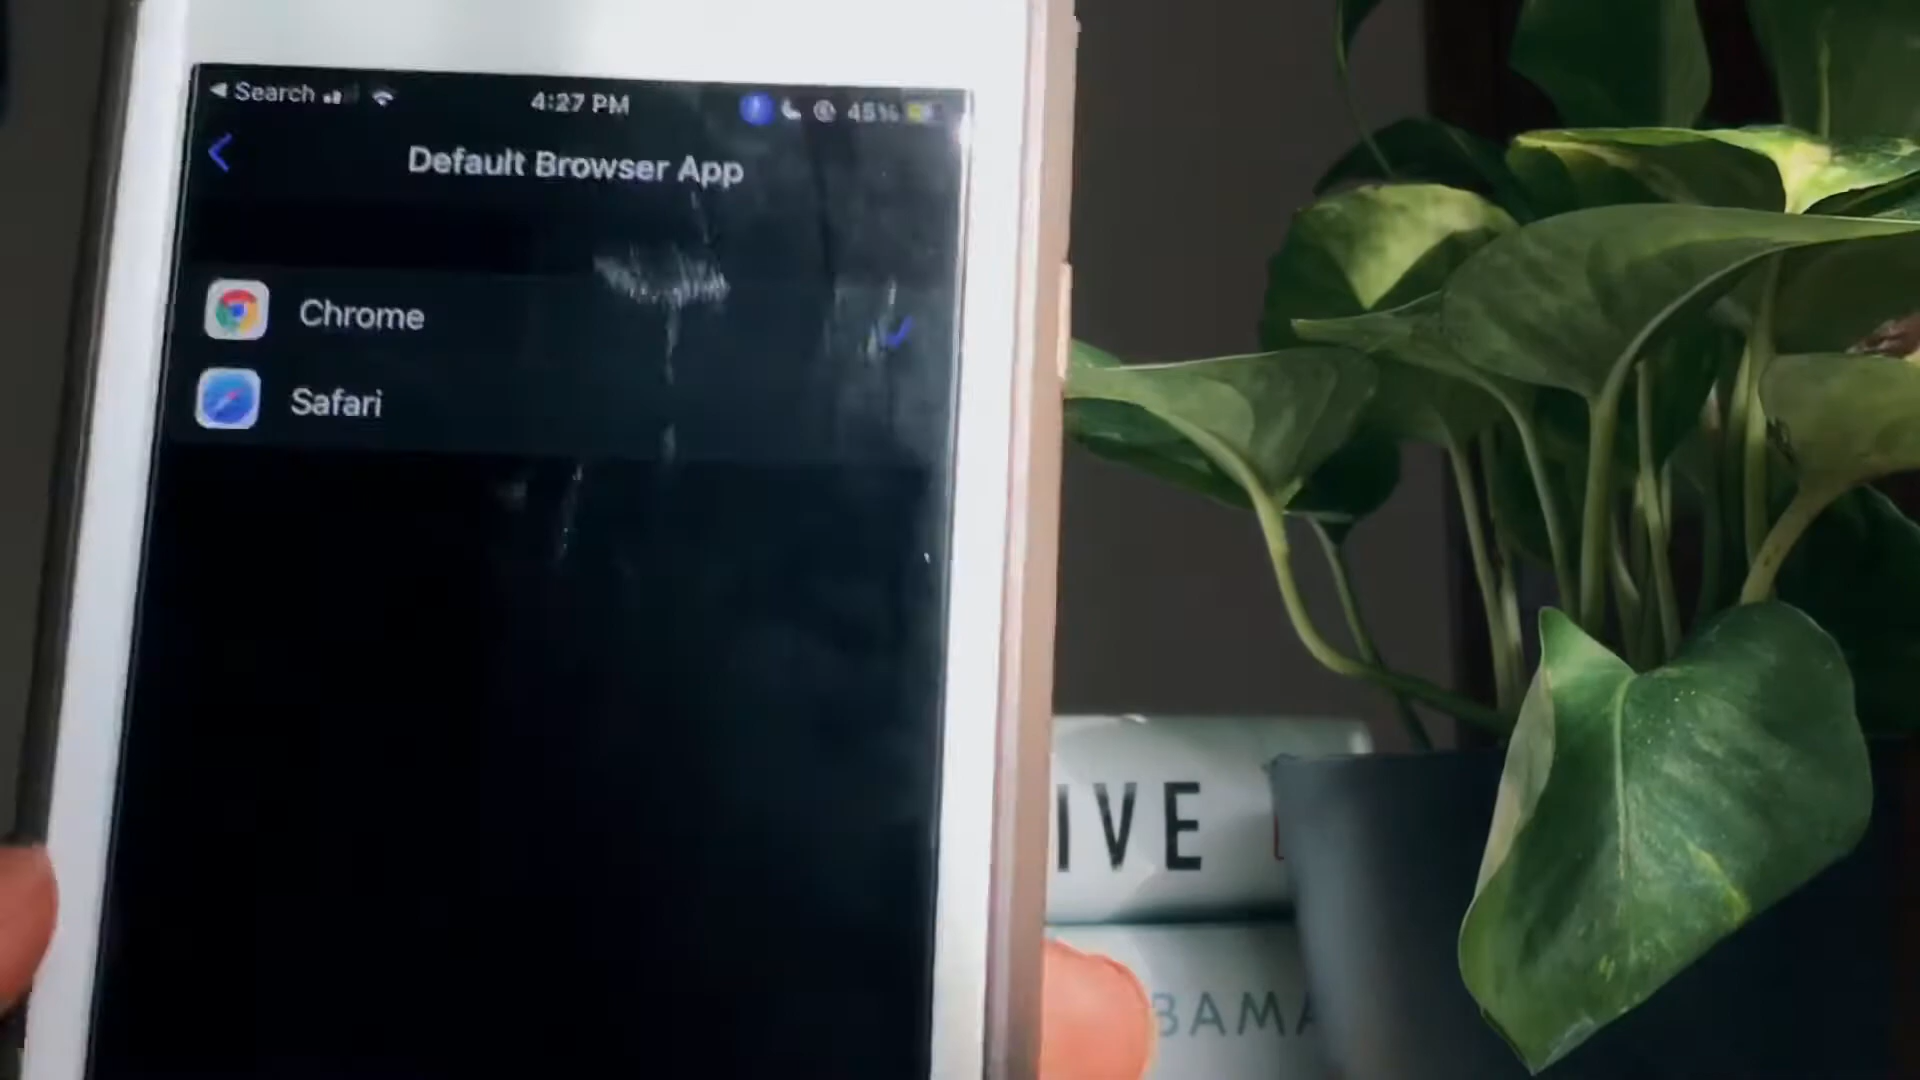 Search 4:27 PM 45%
Default Browser App
Chrome
Safari
IVE
BAMA